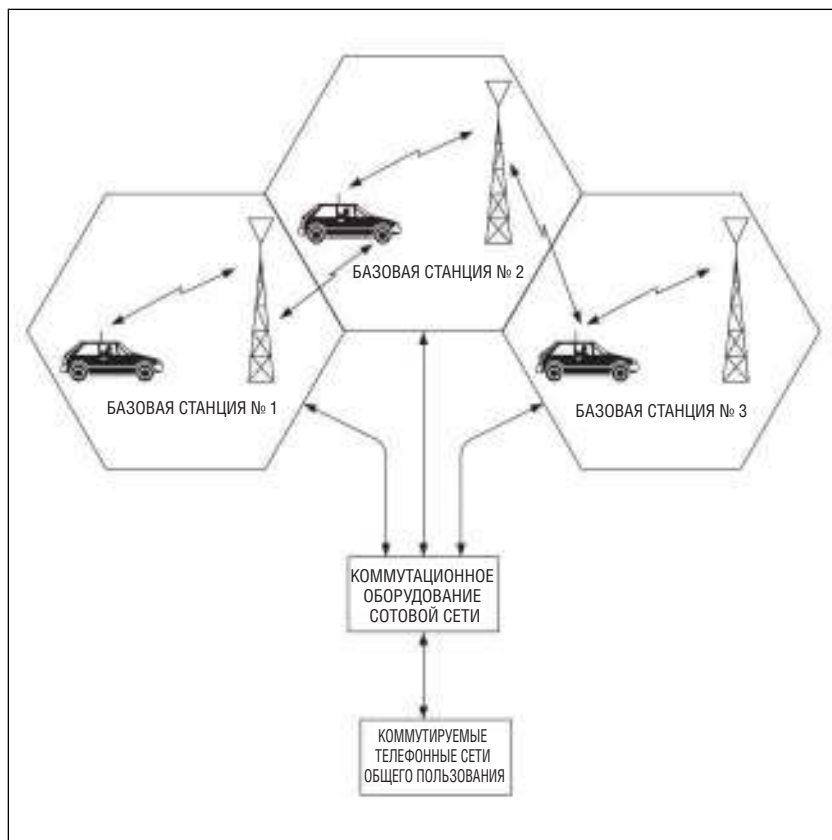 БАЗОВАЯ СТАНЦИЯ № 2
БАЗОВАЯ СТАНЦИЯ № 1
БАЗОВАЯ СТАНЦИЯ № 3
КОММУТАЦИОННОЕ
ОБОРУДОВАНИЕ
СОТОВОЙ СЕТИ
КОММУТИРУЕМЫЕ
ТЕЛЕФОННЫЕ СЕТИ
ОБЩЕГО ПОЛЬЗОВАНИЯ